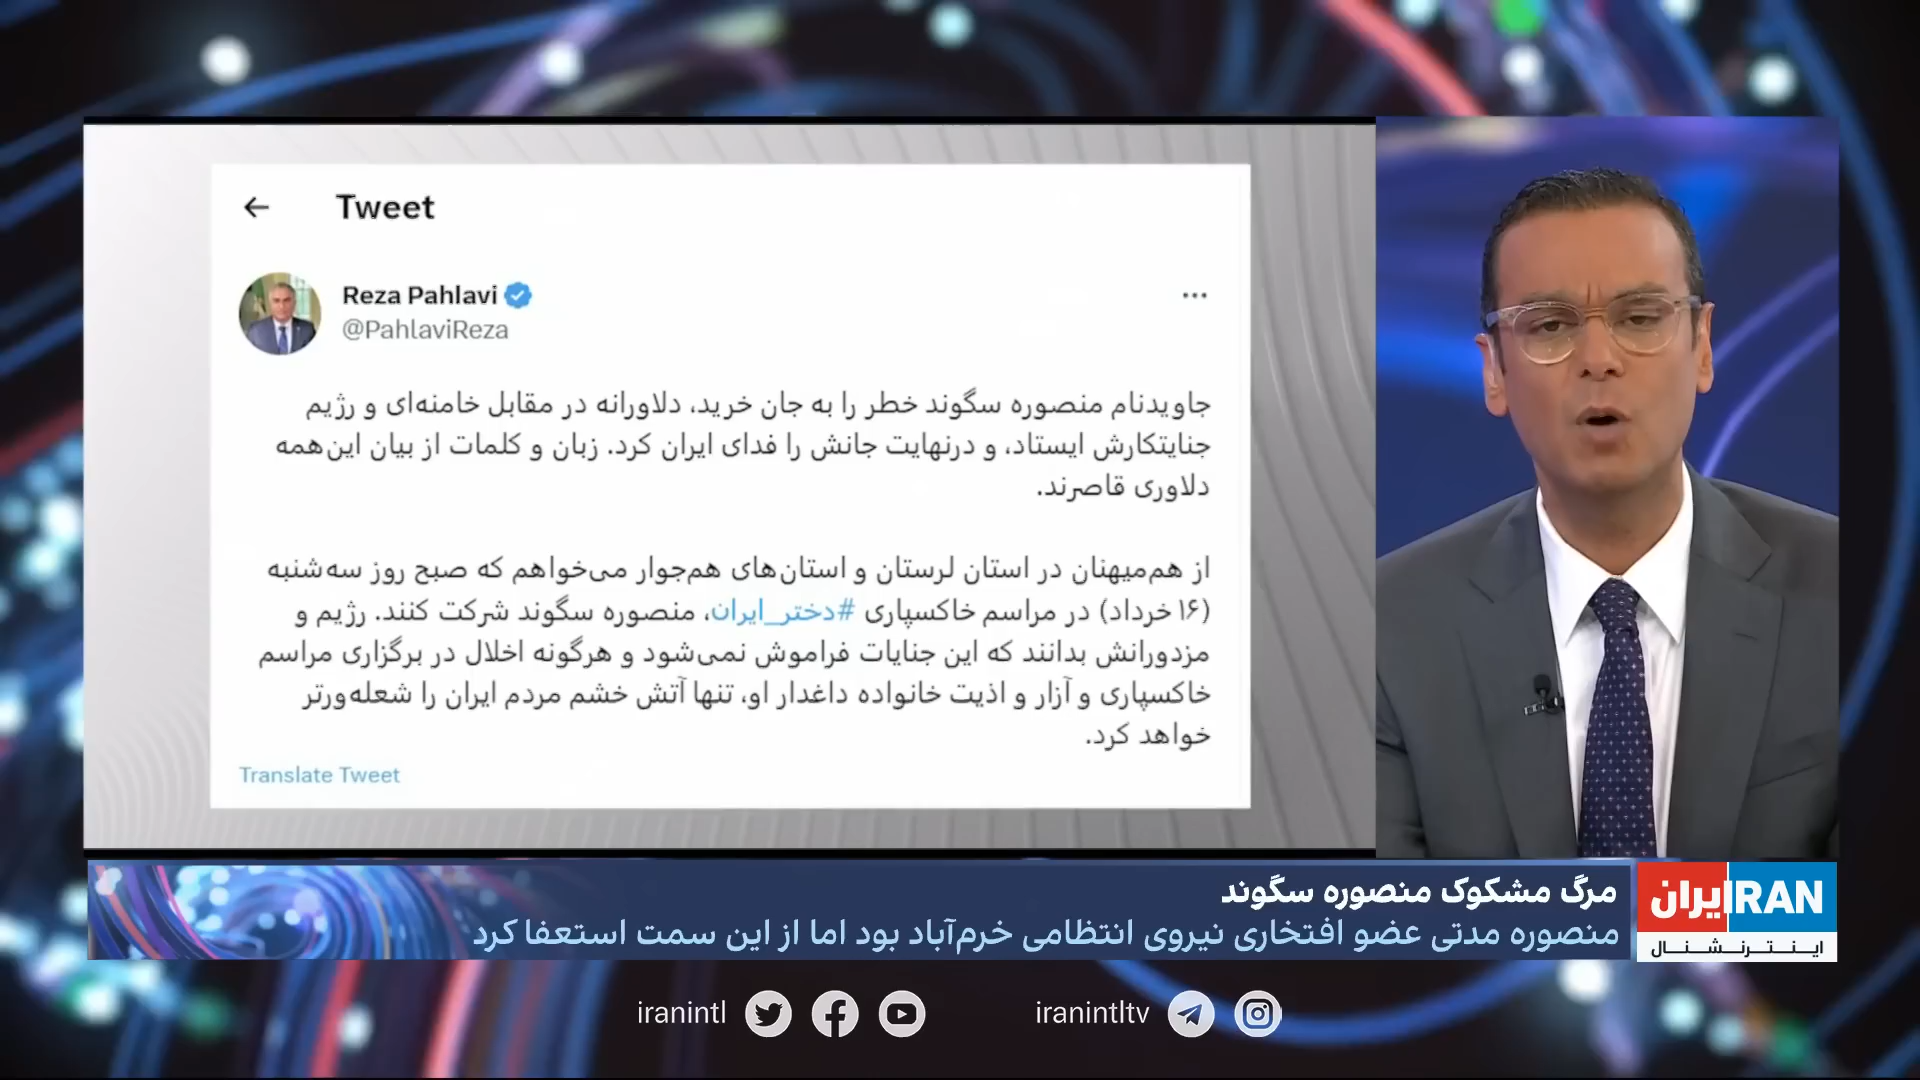 Tweet
Reza Pahlavi
@PahlaviReza
جاویدنام منصوره سگوند خطر را به جان خرید، دلاورانه در مقابل خامنه‌ای و رژیم
جنایتکارش ایستاد، و درنهایت جانش را فدای ایران کرد. زبان و کلمات از بیان این‌همه
دلاوری قاصرند.
از هم‌میهنان در استان لرستان و استان‌های هم‌جوار می‌خواهم که صبح روز سه‌شنبه
(۱۶ خرداد) در مراسم خاکسپاری #دختر_ایران، منصوره سگوند شرکت کنند. رژیم و
مزدورانش بدانند که این جنایات فراموش نمی‌شود و هرگونه اخلال در برگزاری مراسم
خاکسپاری و آزار و اذیت خانواده داغدار او، تنها آتش خشم مردم ایران را شعله‌ورتر
خواهد کرد.
Translate Tweet
مرگ مشکوک منصوره سگوند
منصوره مدتی عضو افتخاری نیروی انتظامی خرم‌آباد بود اما از این سمت استعفا کرد
ایران IRAN
اینترنشنال
iranintl
iranintltv